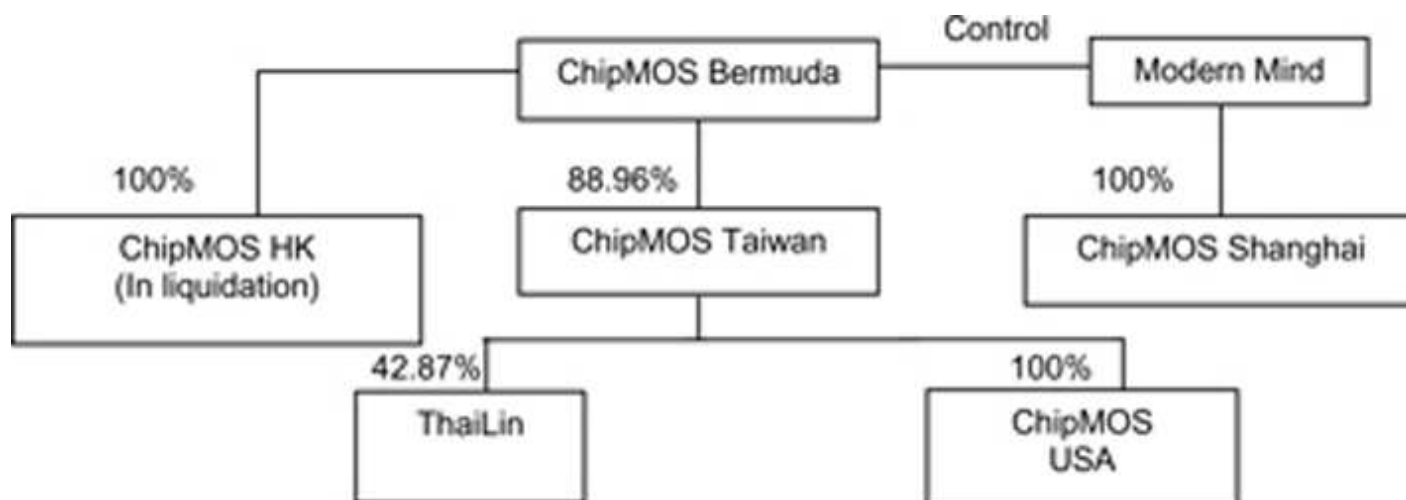 Control
ChipMOS Bermuda
Modern Mind
100%
88.96%
100%
ChipMOS HK
(In liquidation)
ChipMOS Taiwan
ChipMOS Shanghai
42.87%
100%
ThaiLin
ChipMOS
USA